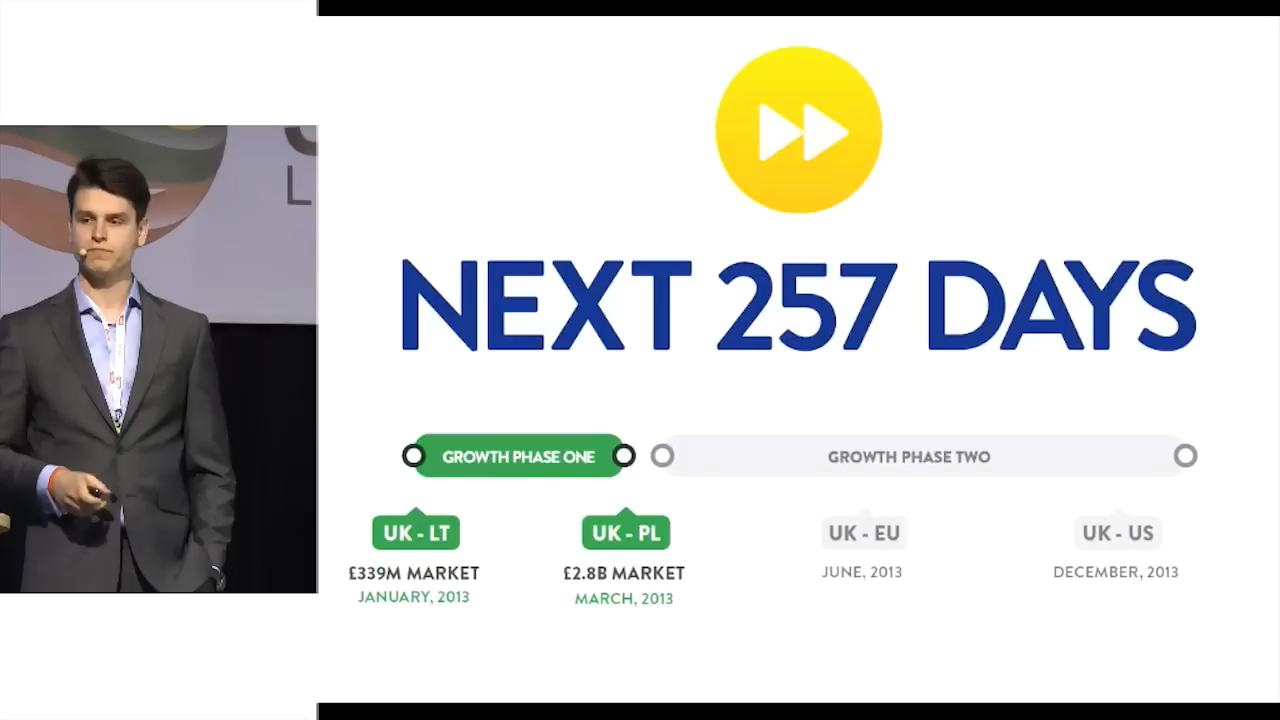 NEXT 257 DAYS
GROWTH PHASE ONE
GROWTH PHASE TWO
UK - LT
UK - PL
UK - EU
UK - US
£339M MARKET
£2.8B MARKET
JUNE, 2013
DECEMBER, 2013
JANUARY, 2013
MARCH, 2013